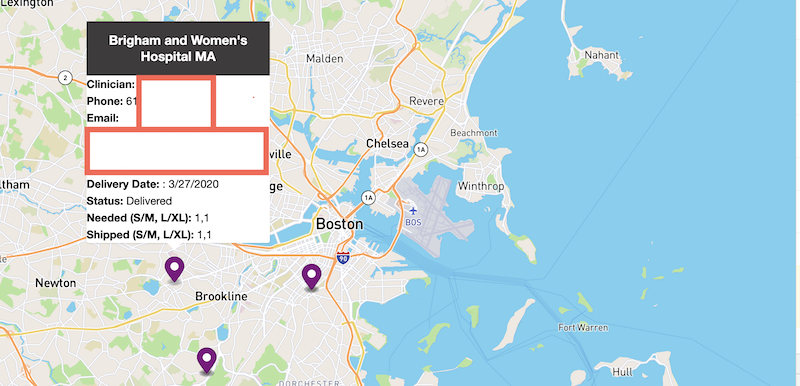 Lexington
Brigham and Women's
Hospital MA
Clinician:
Phone: 61
Email:
Delivery Date: : 3/27/2020
Status: Delivered
Needed (S/M, L/XL): 1,1
Shipped (S/M, L/XL): 1,1
2
Malden
Nahant
Revere
Beachmont
Chelsea
1A
ville
ltham
ge
1A
Winthrop
BOS
Boston
90
Newton
Brookline
Fort Warren
DORCHESTER
Hull